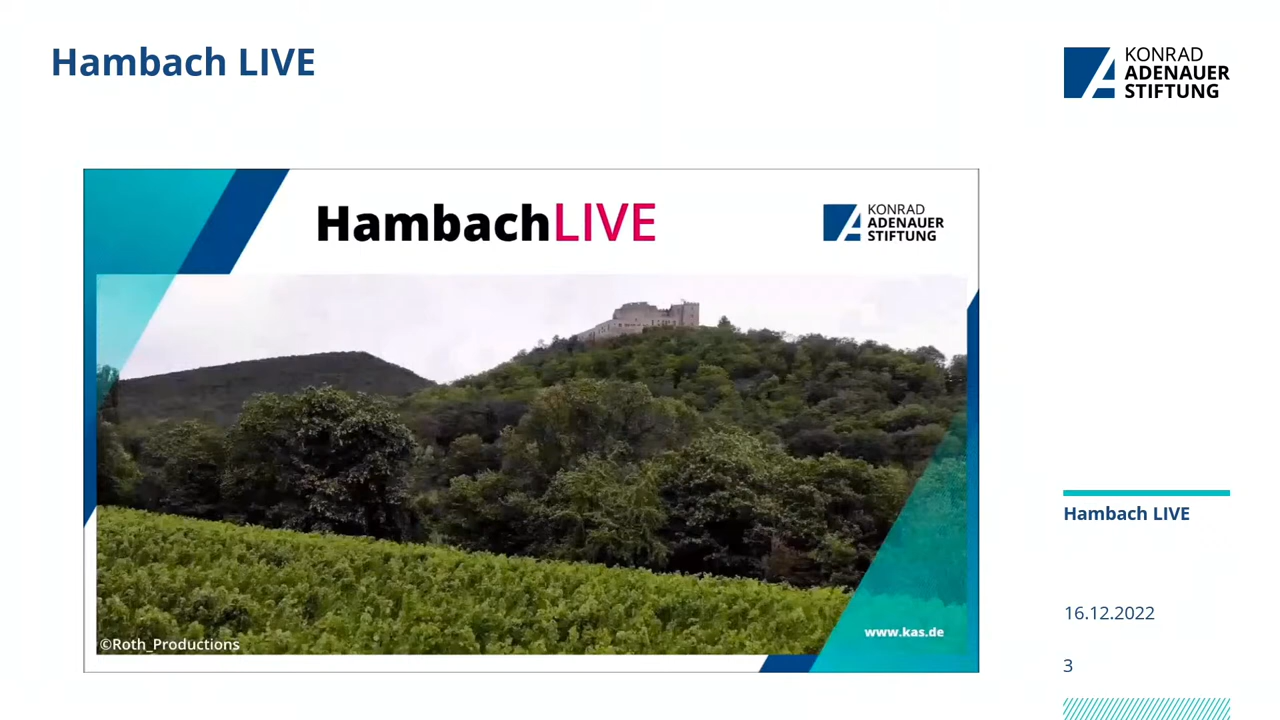 Hambach LIVE
KONRAD
ADENAUER
STIFTUNG
HambachLIVE
KONRAD
ADENAUER
STIFTUNG
©Roth_Productions
www.kas.de
Hambach LIVE
16.12.2022
3